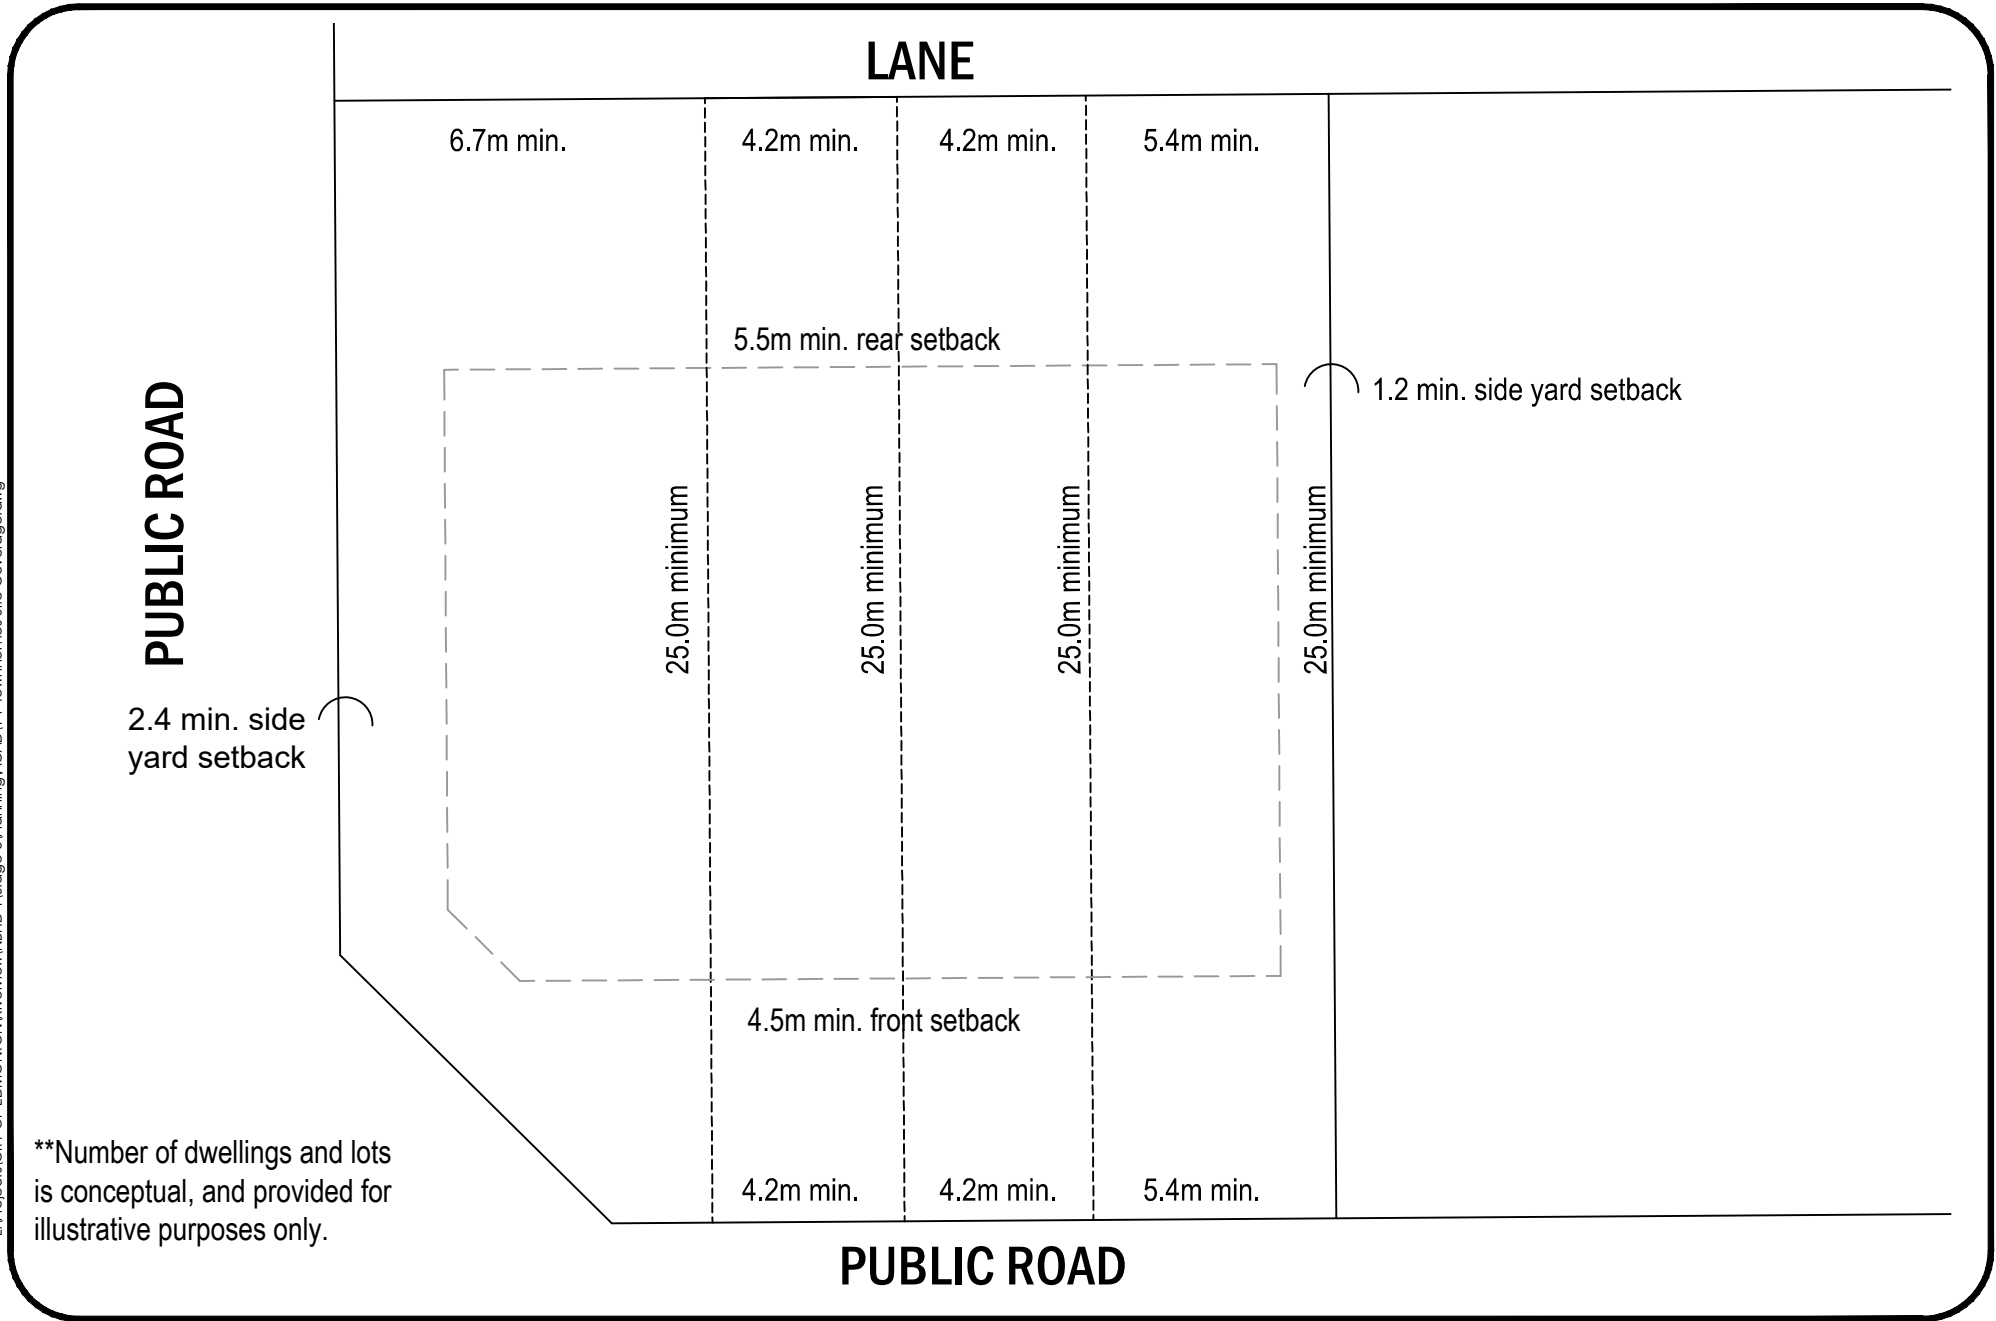 LANE
6.7m min.
4.2m min.
4.2m min.
5.4m min.
5.5m min. rear setback
1.2 min. side yard setback
PUBLIC ROAD
25.0m minimum
25.0m minimum
25.0m minimum
25.0m minimum
2.4 min. side
yard setback
4.5m min. front setback
**Number of dwellings and lots
is conceptual, and provided for
illustrative purposes only.
4.2m min.
4.2m min.
5.4m min.
PUBLIC ROAD